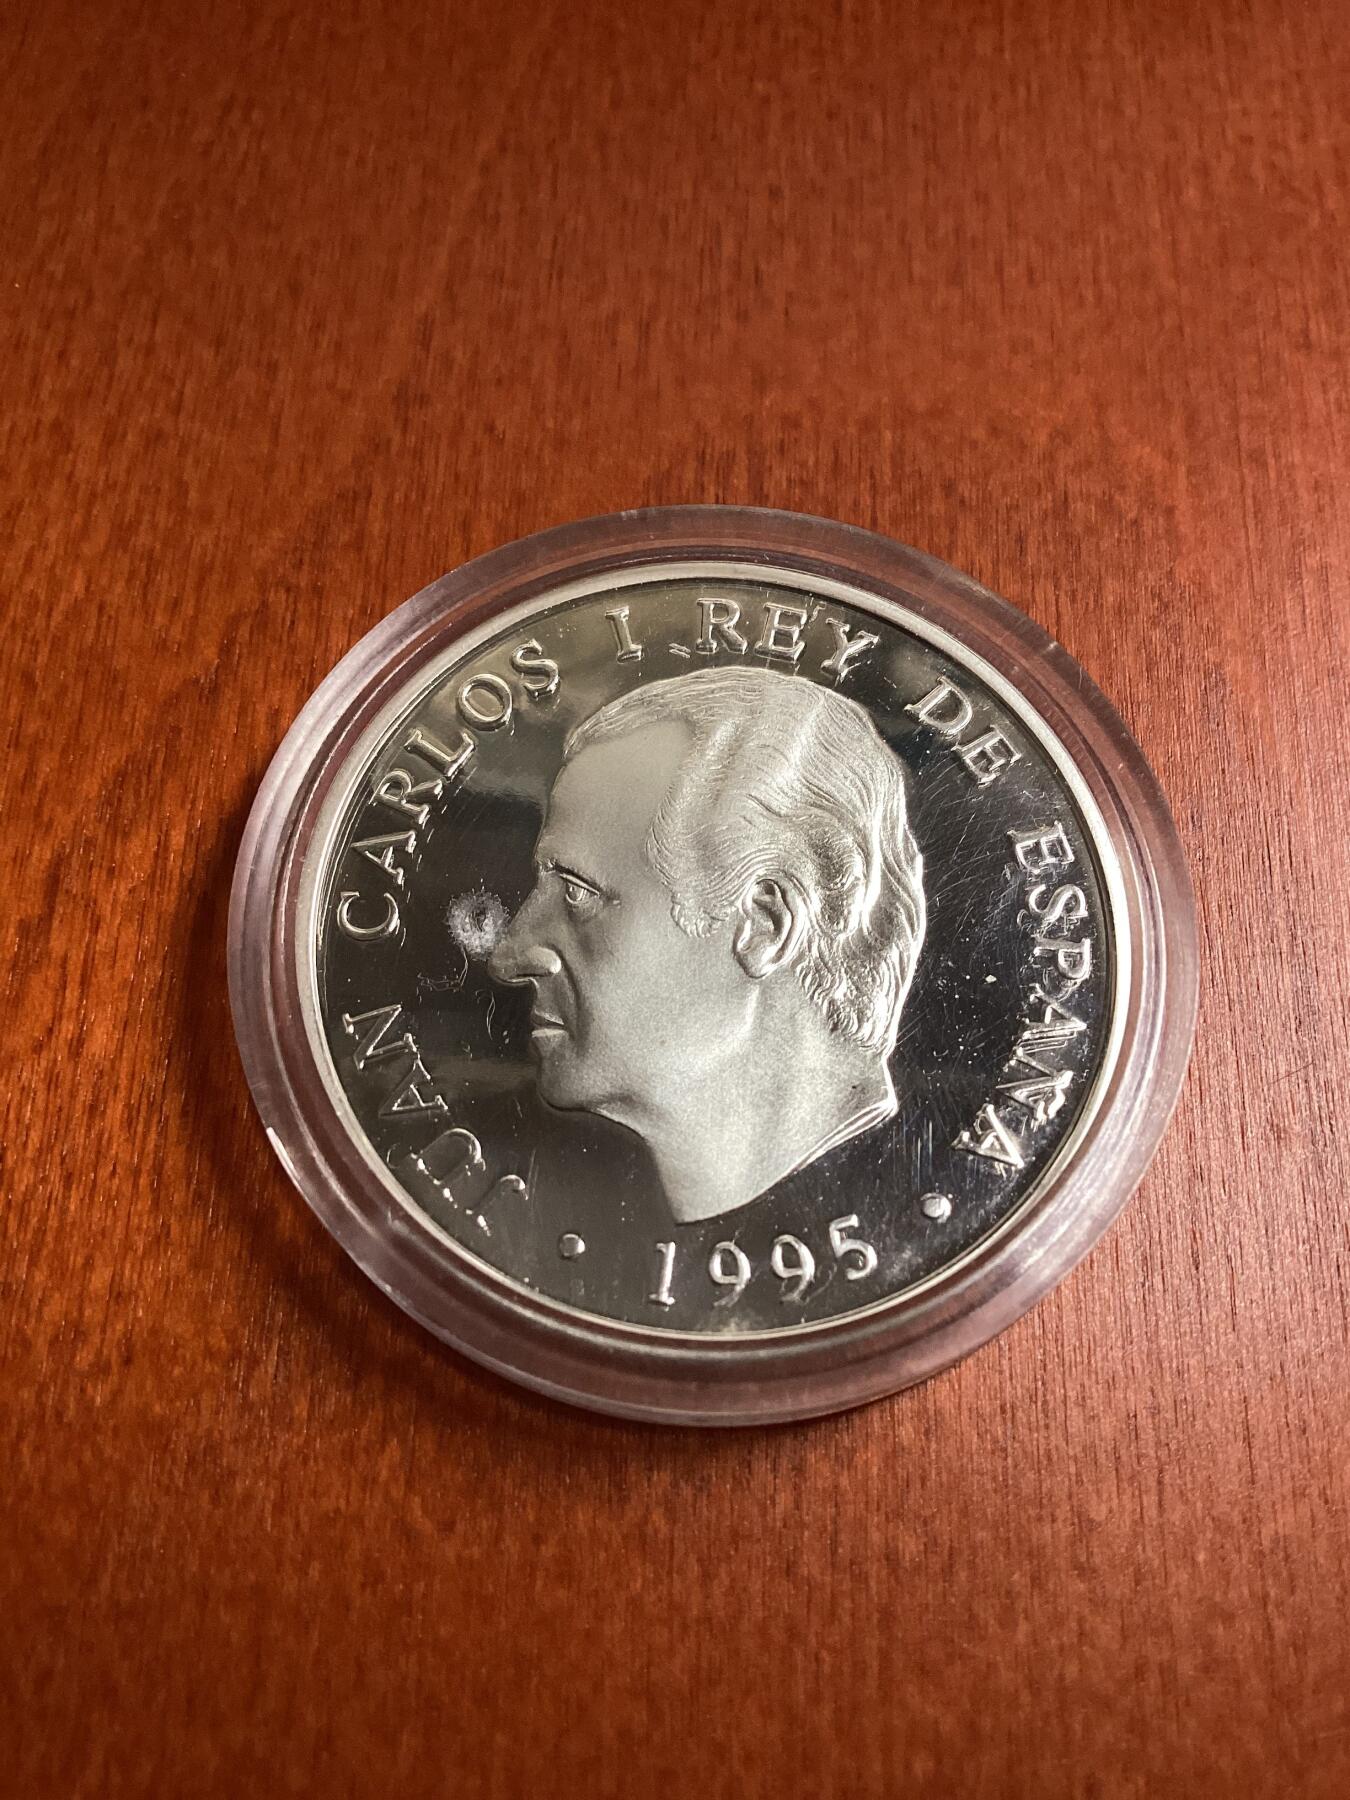 JUAN CARLOS I REY DE ESPAÑA
• 1995 •